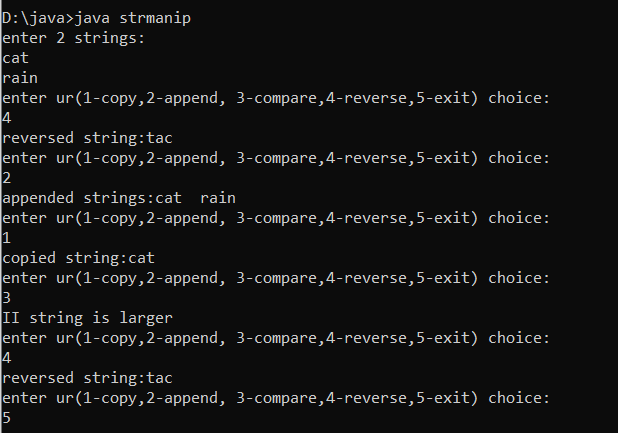 D:\java>java strmanip
enter 2 strings:
cat
rain
enter ur(1-copy,2-append, 3-compare,4-reverse,5-exit) choice:
4
reversed string:tac
enter ur(1-copy,2-append, 3-compare,4-reverse,5-exit) choice:
2
appended strings:cat  rain
enter ur(1-copy,2-append, 3-compare,4-reverse,5-exit) choice:
1
copied string:cat
enter ur(1-copy,2-append, 3-compare,4-reverse,5-exit) choice:
3
II string is larger
enter ur(1-copy,2-append, 3-compare,4-reverse,5-exit) choice:
4
reversed string:tac
enter ur(1-copy,2-append, 3-compare,4-reverse,5-exit) choice:
5